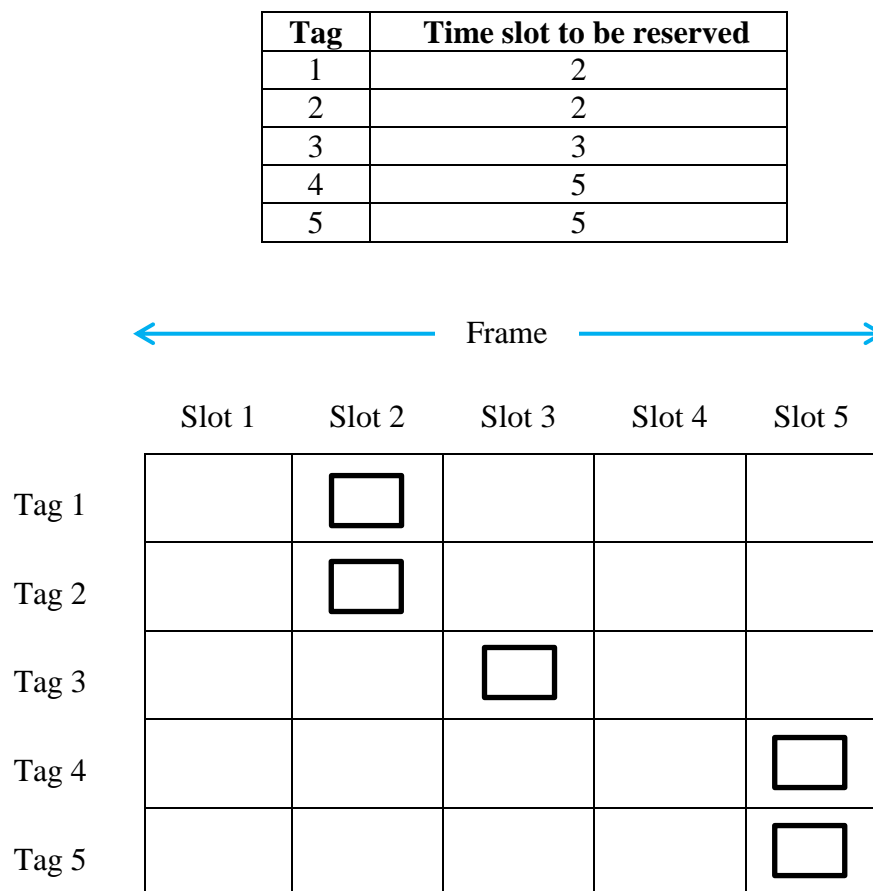 Tag Time slot to be reserved
1 2
2 2
3 3
4 5
5 5
Frame
Slot 1 Slot 2 Slot 3 Slot 4 Slot 5
Tag 1
Tag 2
Tag 3
Tag 4
Tag 5